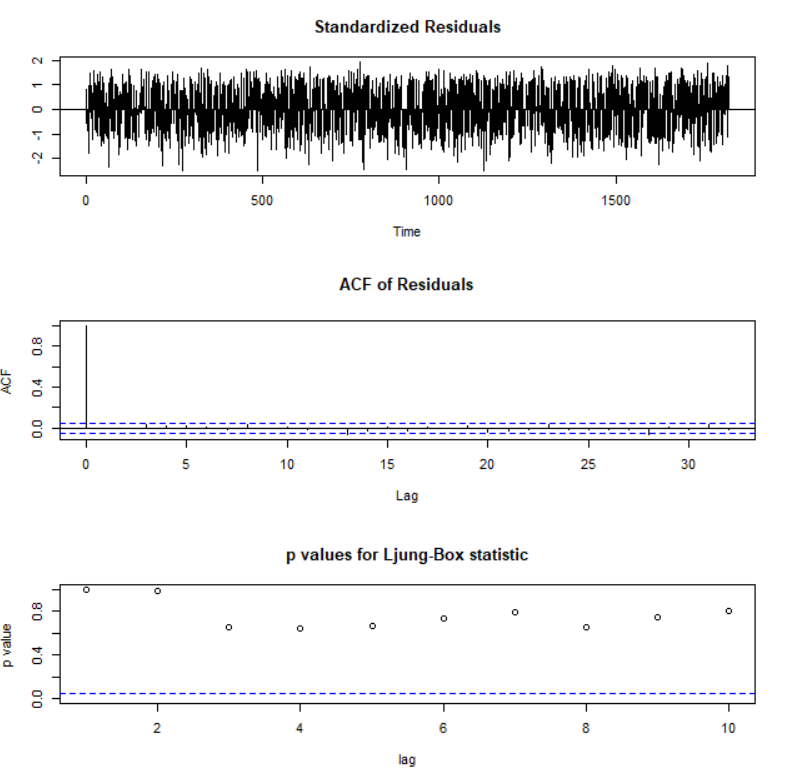 Standardized Residuals
2
1
0
-1
-2
0 500 1000 1500
Time
ACF of Residuals
ACF
0.8
0.4
0.0
0 5 10 15 20 25 30
Lag
p values for Ljung-Box statistic
p value
0.8
0.4
0.0
2 4 6 8 10
lag